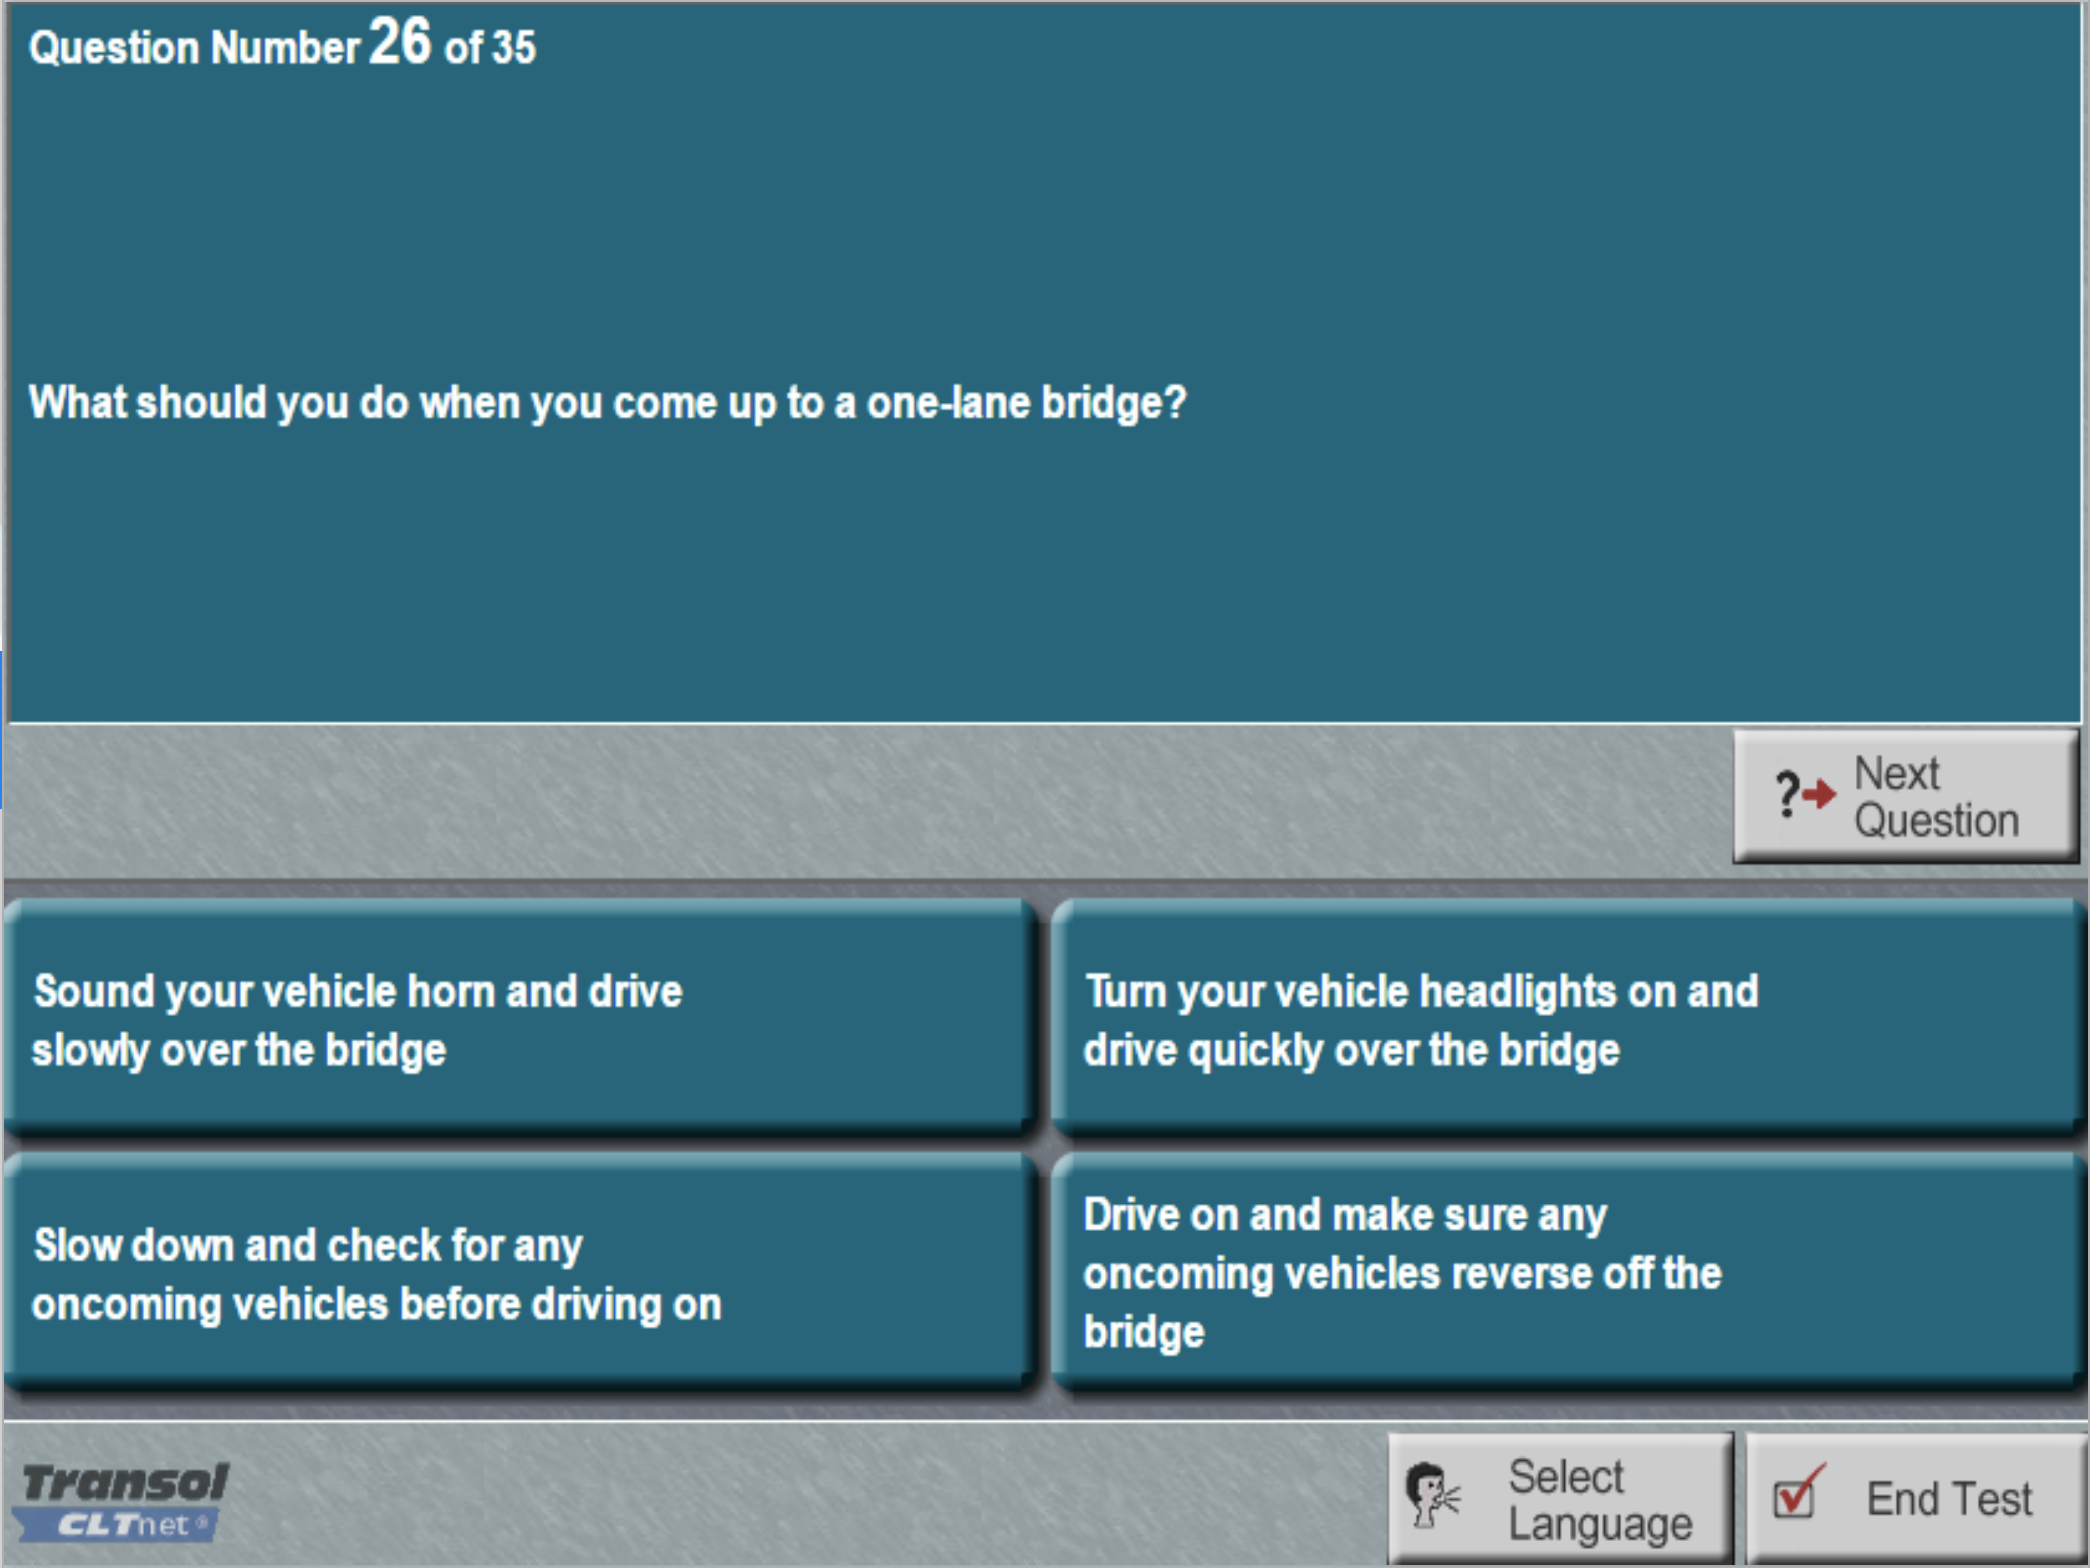 Question Number 26 of 35
What should you do when you come up to a one-lane bridge?
Next
Question
Sound your vehicle horn and drive
slowly over the bridge
Turn your vehicle headlights on and
drive quickly over the bridge
Slow down and check for any
oncoming vehicles before driving on
Drive on and make sure any
oncoming vehicles reverse off the
bridge
Transol
CLTnet ®
Select
Language
End Test